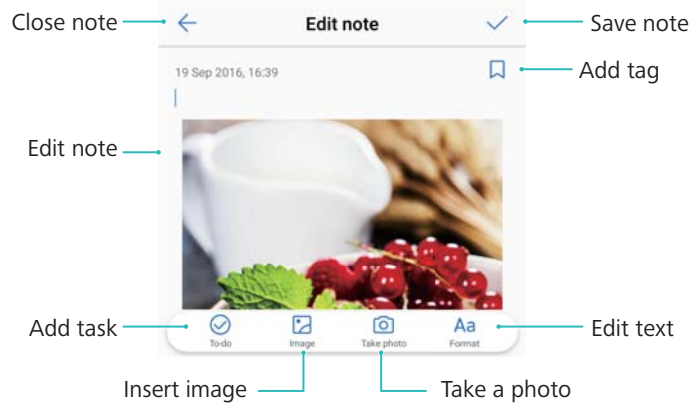 Close note
Edit note
Save note
19 Sep 2016, 16:39
Add tag
Edit note
Add task
To-do
Image
Take photo
Aa
Format
Edit text
Insert image
Take a photo